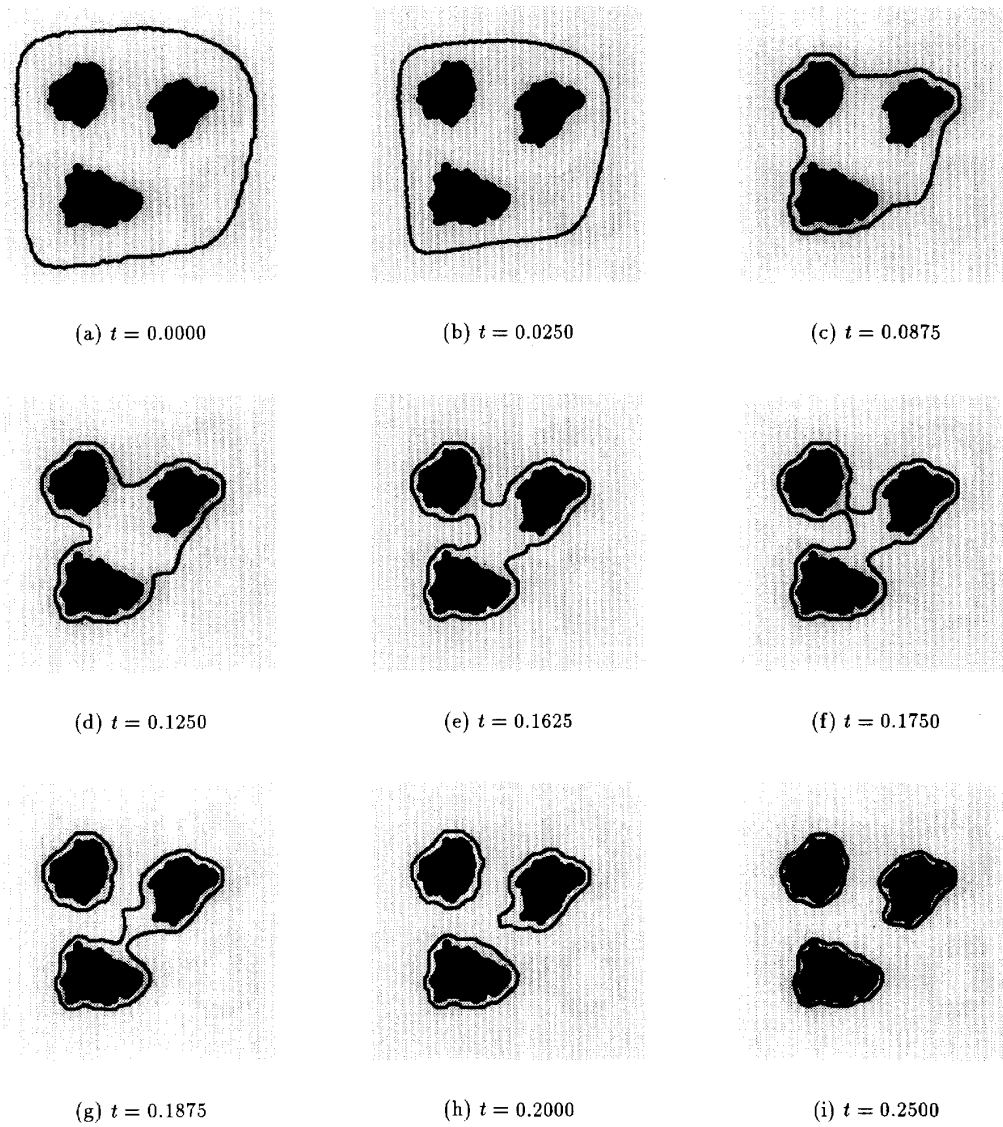 (a) t = 0.0000
(b) t = 0.0250
(c) t = 0.0875
(d) t = 0.1250
(e) t = 0.1625
(f) t = 0.1750
(g) t = 0.1875
(h) t = 0.2000
(i) t = 0.2500